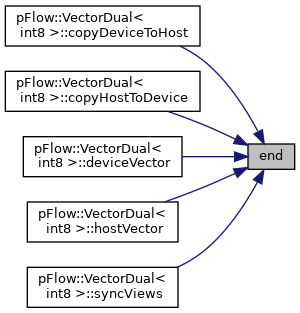 pFlow::VectorDual<
int8 >::copyDeviceToHost
pFlow::VectorDual<
int8 >::copyHostToDevice
pFlow::VectorDual<
int8 >::deviceVector
end
pFlow::VectorDual<
int8 >::hostVector
pFlow::VectorDual<
int8 >::syncViews